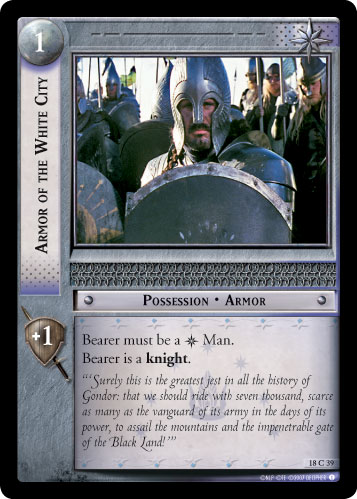 1
ARMOR OF THE WHITE CITY
POSSESSION • ARMOR
+1
Bearer must be a Man.
Bearer is a knight.
"'Surely this is the greatest jest in all the history of
Gondor: that we should ride with seven thousand, scarce
as many as the vanguard of its army in the days of its
power, to assail the mountains and the impenetrable gate
of the Black Land!'"
18 C 39